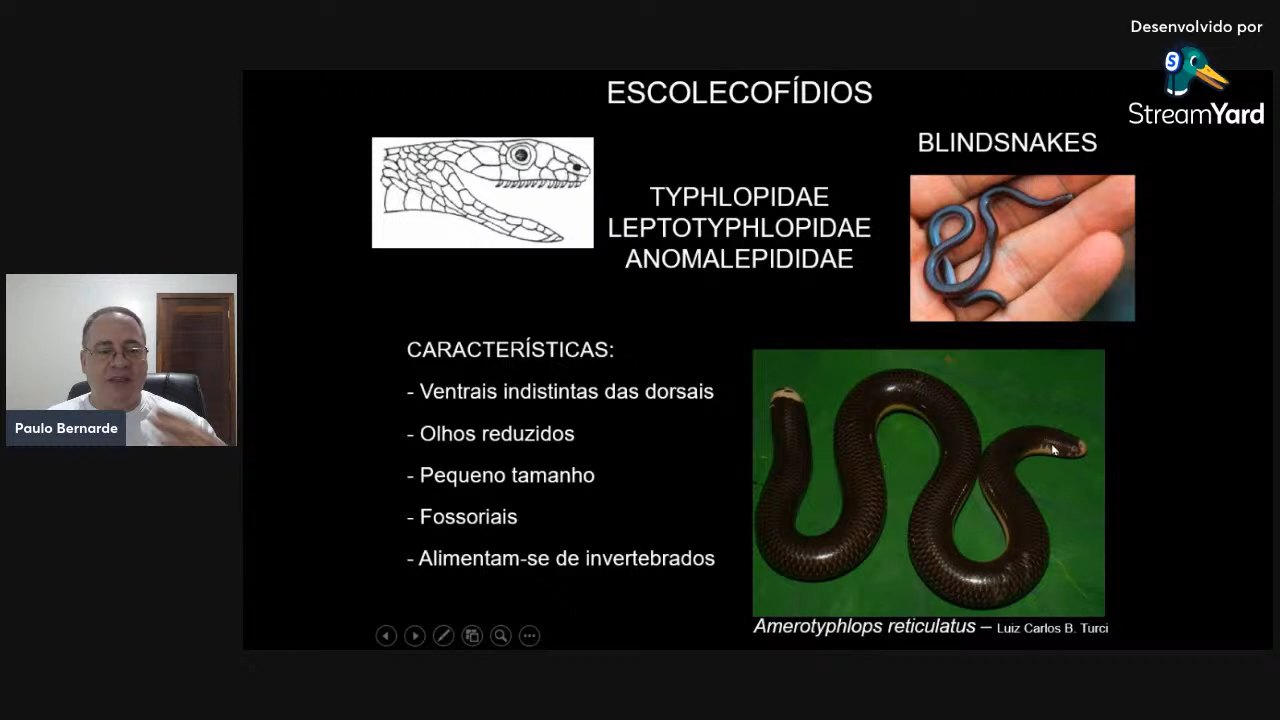 Desenvolvido por
StreamYard
ESCOLECOFÍDIOS
BLINDSNAKES
TYPHLOPIDAE
LEPTOTYPHLOPIDAE
ANOMALEPIDIDAE
CARACTERÍSTICAS:
- Ventrais indistintas das dorsais
- Olhos reduzidos
- Pequeno tamanho
- Fossoriais
- Alimentam-se de invertebrados
Amerotyphlops reticulatus – Luiz Carlos B. Turci
Paulo Bernarde